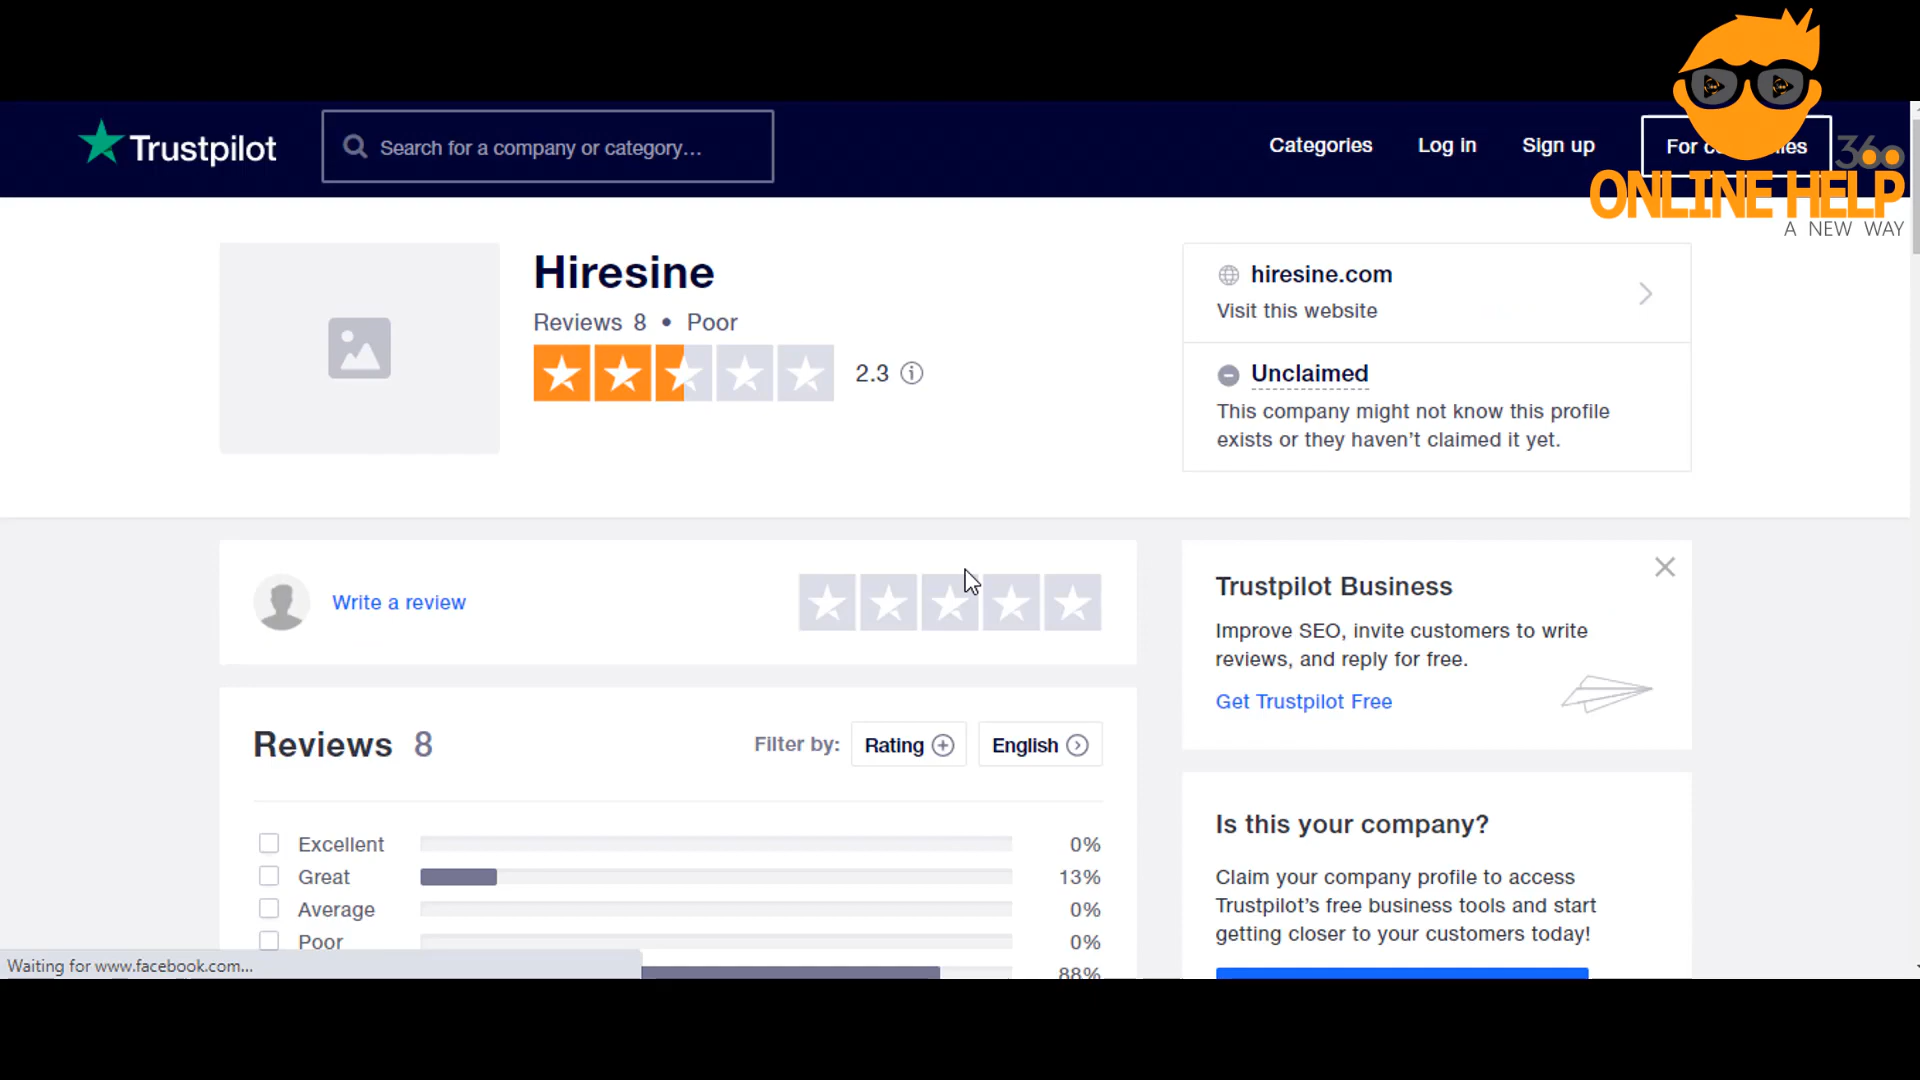 Trustpilot
Search for a company or category...
Categories
Log in
Sign up
For
360
ONLINE HELP
A NEW WAY
Hiresine
Reviews 8 • Poor
2.3
hiresine.com
Visit this website
Unclaimed
This company might not know this profile
exists or they haven't claimed it yet.
Write a review
Trustpilot Business
Improve SEO, invite customers to write
reviews, and reply for free.
Get Trustpilot Free
Reviews 8
Filter by:
Rating
English
Excellent 0%
Great 13%
Average 0%
Poor 0%
88%
Is this your company?
Claim your company profile to access
Trustpilot's free business tools and start
getting closer to your customers today!
Waiting for www.facebook.com...